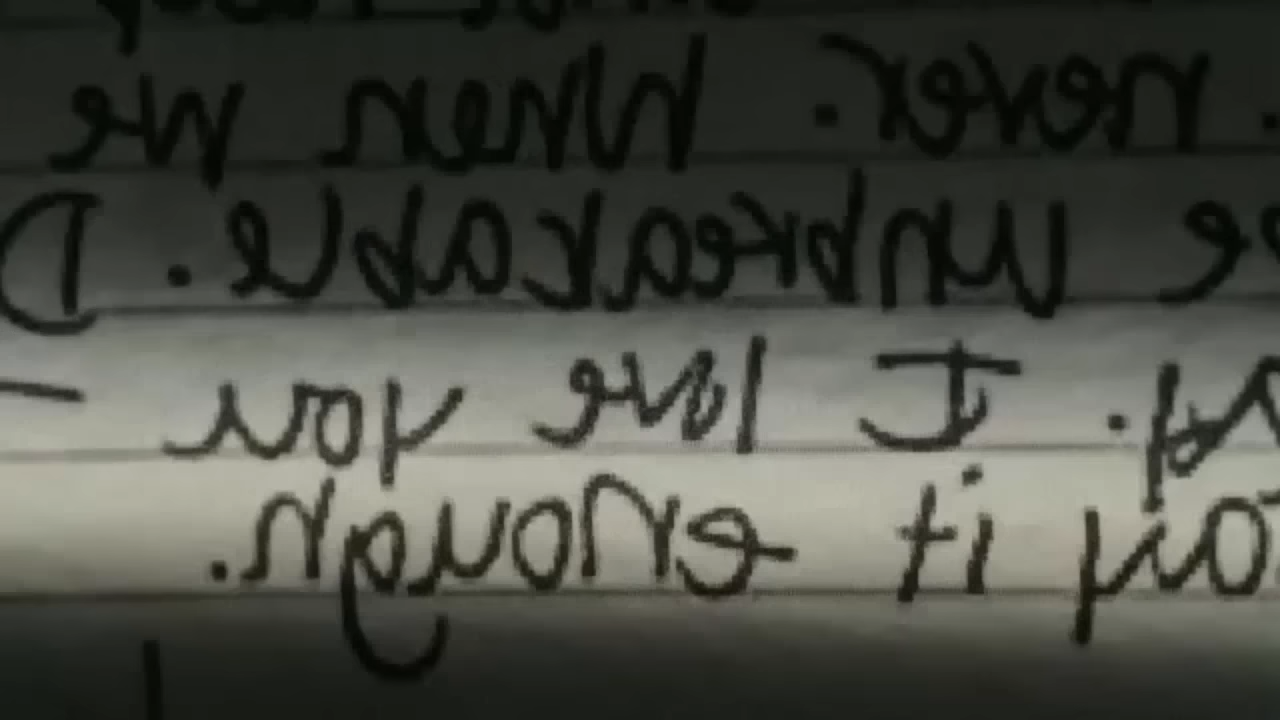 . never. When we
unbreakable. D
I love you -
it enough.